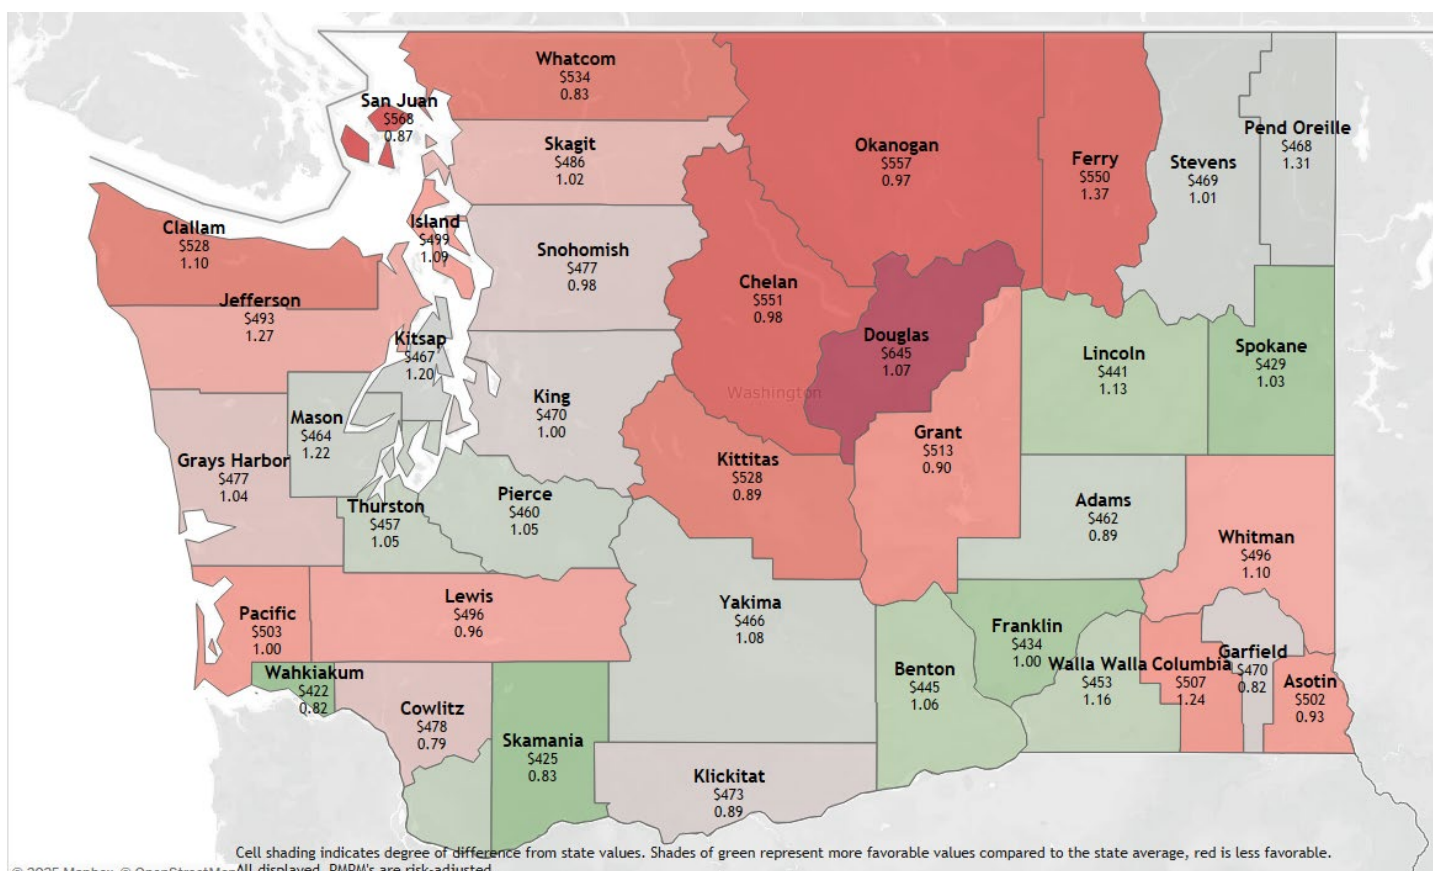 Whatcom
$534
0.83
San Juan
$568
0.87
Skagit
$486
1.02
Okanogan
$557
0.97
Ferry
$550
1.37
Stevens
$469
1.01
Pend Oreille
$468
1.31
Clallam
$528
1.10
Island
$499
1.09
Snohomish
$477
0.98
Jefferson
$493
1.27
Chelan
$551
0.98
Douglas
$645
1.07
Kitsap
$467
1.20
Lincoln
$441
1.13
Spokane
$429
1.03
Washington
King
$470
1.00
Mason
$464
1.22
Grays Harbor
$477
1.04
Kittitas
$528
0.89
Grant
$513
0.90
Thurston
$457
1.05
Pierce
$460
1.05
Adams
$462
0.89
Whitman
$496
1.10
Pacific
$503
1.00
Lewis
$496
0.96
Yakima
$466
1.08
Franklin
$434
1.00
Wahkiakum
$422
0.82
Cowlitz
$478
0.79
Skamania
$425
0.83
Benton
$445
1.06
Walla Walla
$453
1.16
Columbia
$507
1.24
Garfield
$470
0.82
Asotin
$502
0.93
Klickitat
$473
0.89
Cell shading indicates degree of difference from state values. Shades of green represent more favorable values compared to the state average, red is less favorable.
All displayed PMPM's are risk-adjusted
© 2025 Mapbox © OpenStreetMap